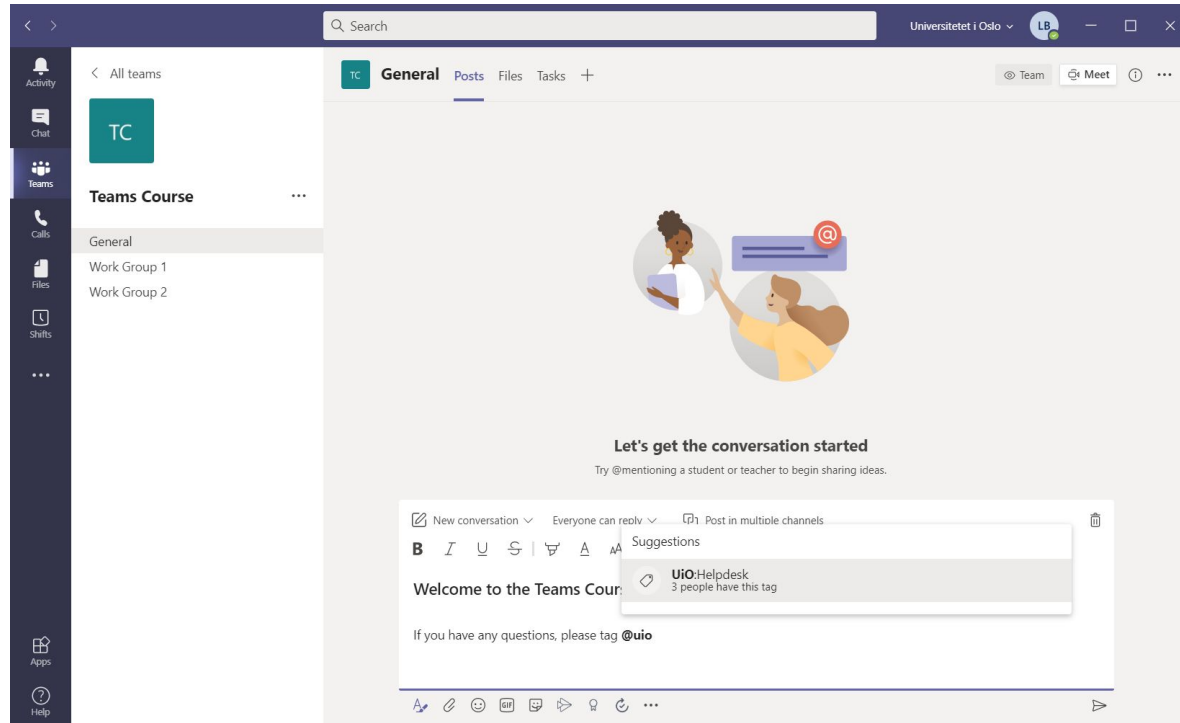 Search
Universitetet i Oslo
LB
Activity
Chat
Teams
Calls
Files
Shifts
Apps
Help
All teams
TC
Teams Course
General
Work Group 1
Work Group 2
TC General Posts Files Tasks
Team Meet
@
Let's get the conversation started
Try @mentioning a student or teacher to begin sharing ideas.
New conversation Everyone can reply Post in multiple channels
B I U S A AA
Suggestions
UiO:Helpdesk
3 people have this tag
Welcome to the Teams Cour
If you have any questions, please tag @uio
GIF